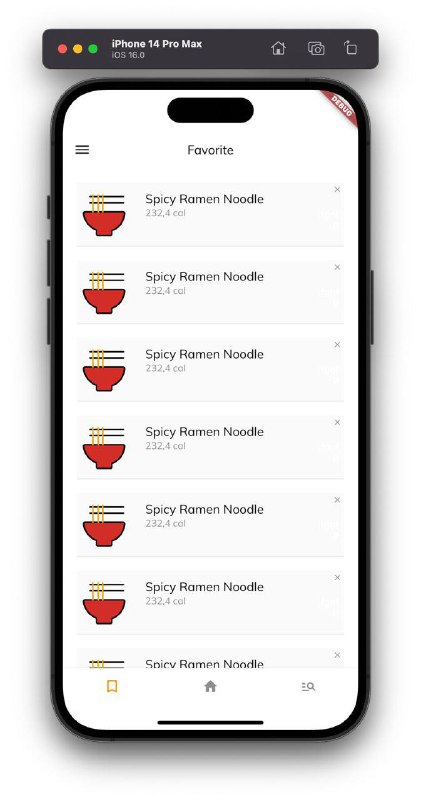 iPhone 14 Pro Max
iOS 16.0
DEBUG
Favorite
Spicy Ramen Noodle
232,4 cal
Spicy Ramen Noodle
232,4 cal
Spicy Ramen Noodle
232,4 cal
Spicy Ramen Noodle
232,4 cal
Spicy Ramen Noodle
232,4 cal
Spicy Ramen Noodle
232,4 cal
Spicy Ramen Noodle